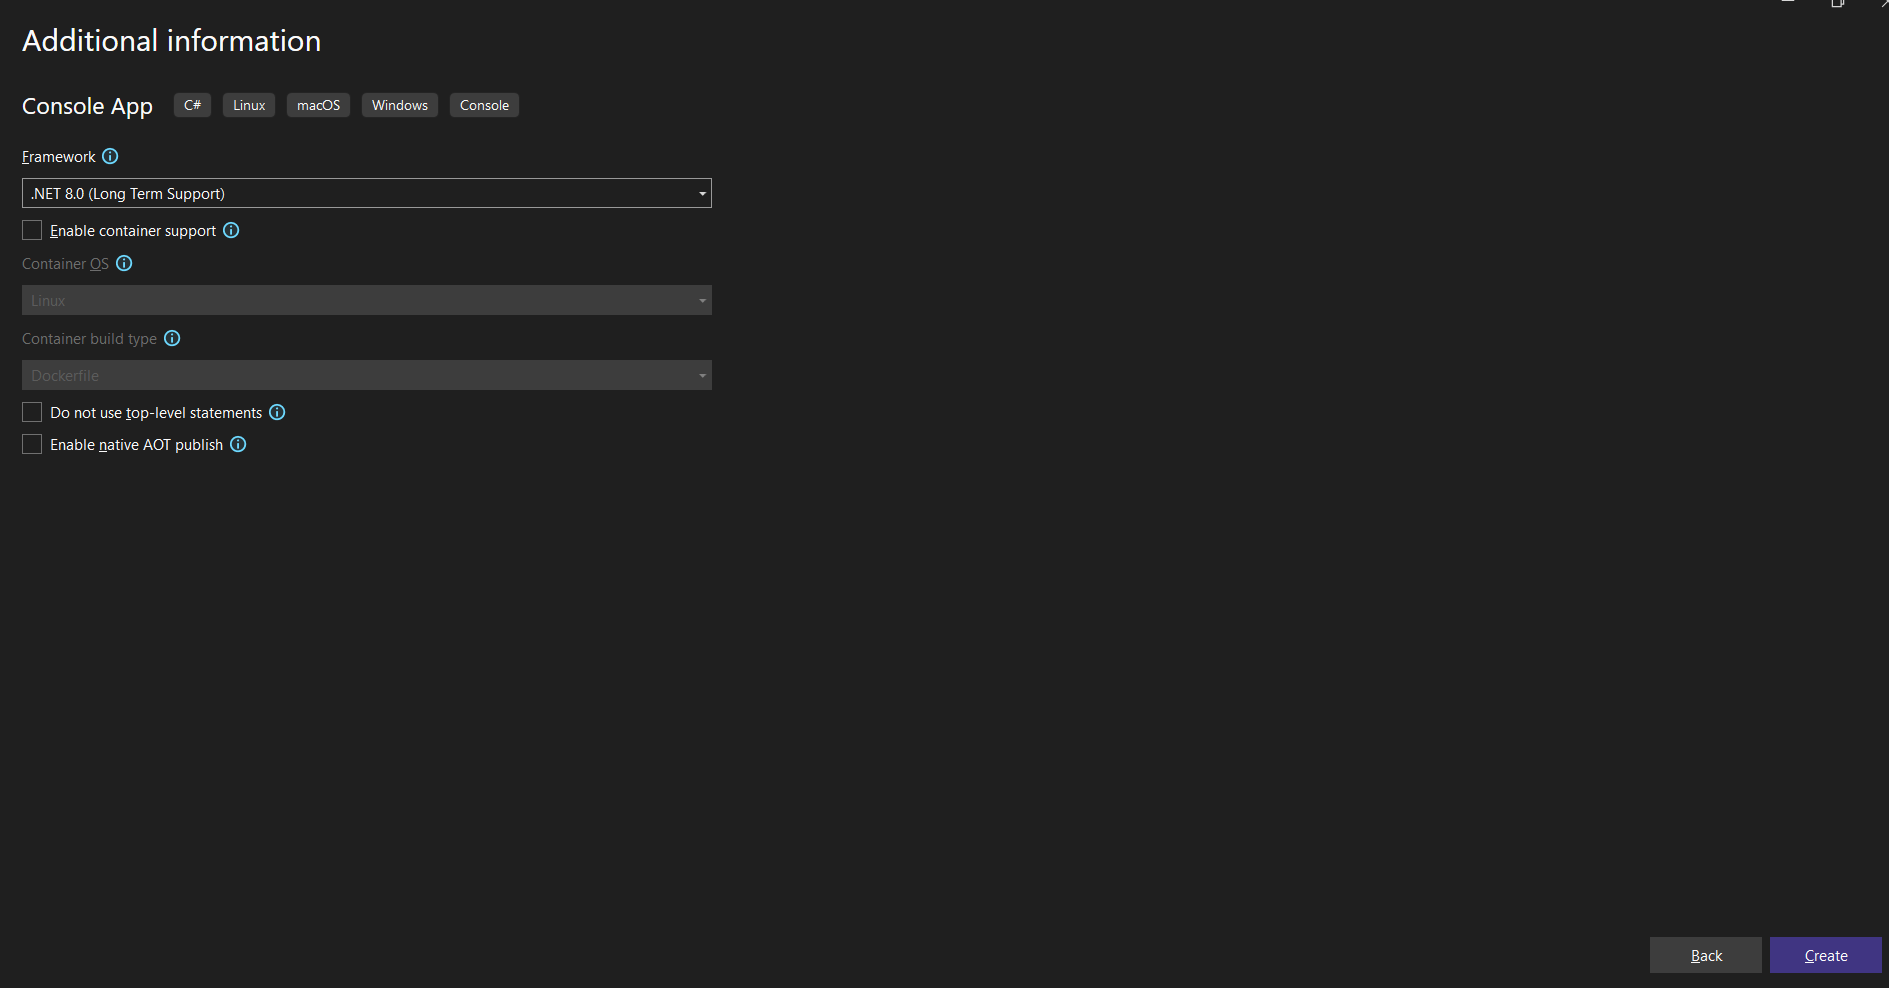 Additional information
Console App C# Linux macOS Windows Console
Framework
.NET 8.0 (Long Term Support)
Enable container support
Container OS
Linux
Container build type
Dockerfile
Do not use top-level statements
Enable native AOT publish
Back Create